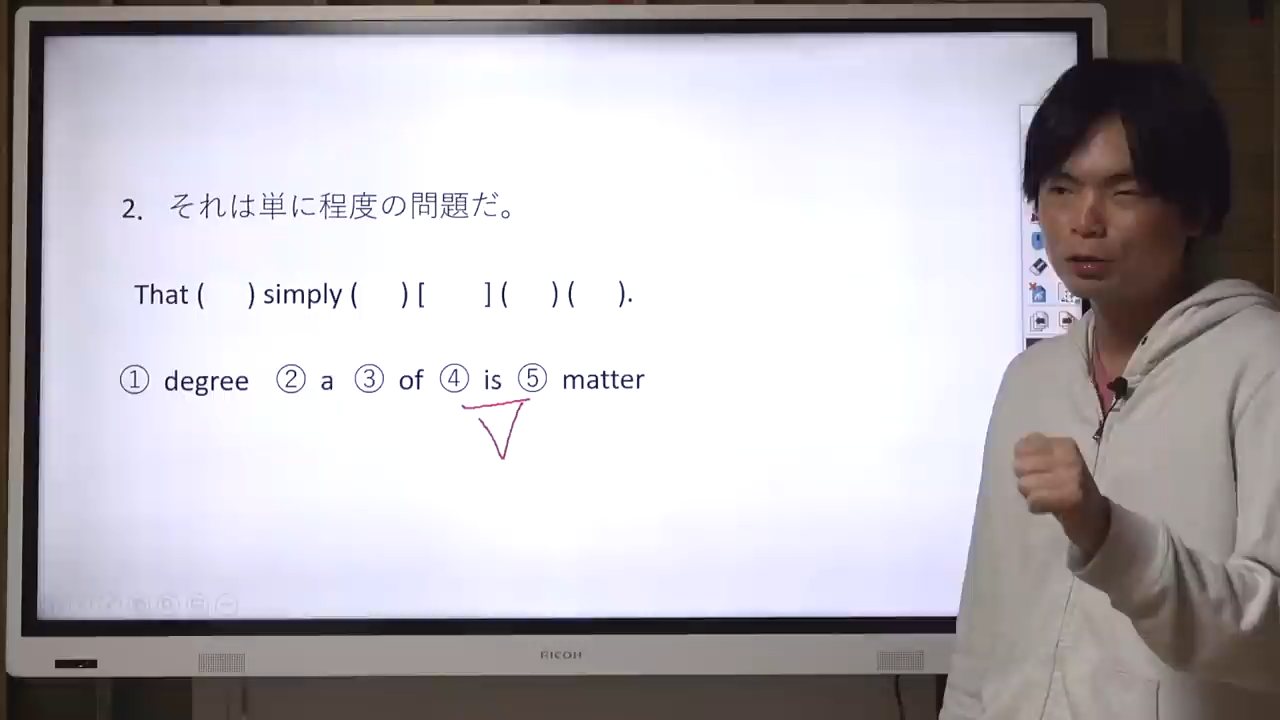 2. それは単に程度の問題だ。
That (　) simply (　) [　] (　) (　).
① degree ② a ③ of ④ is ⑤ matter
V
RICOH